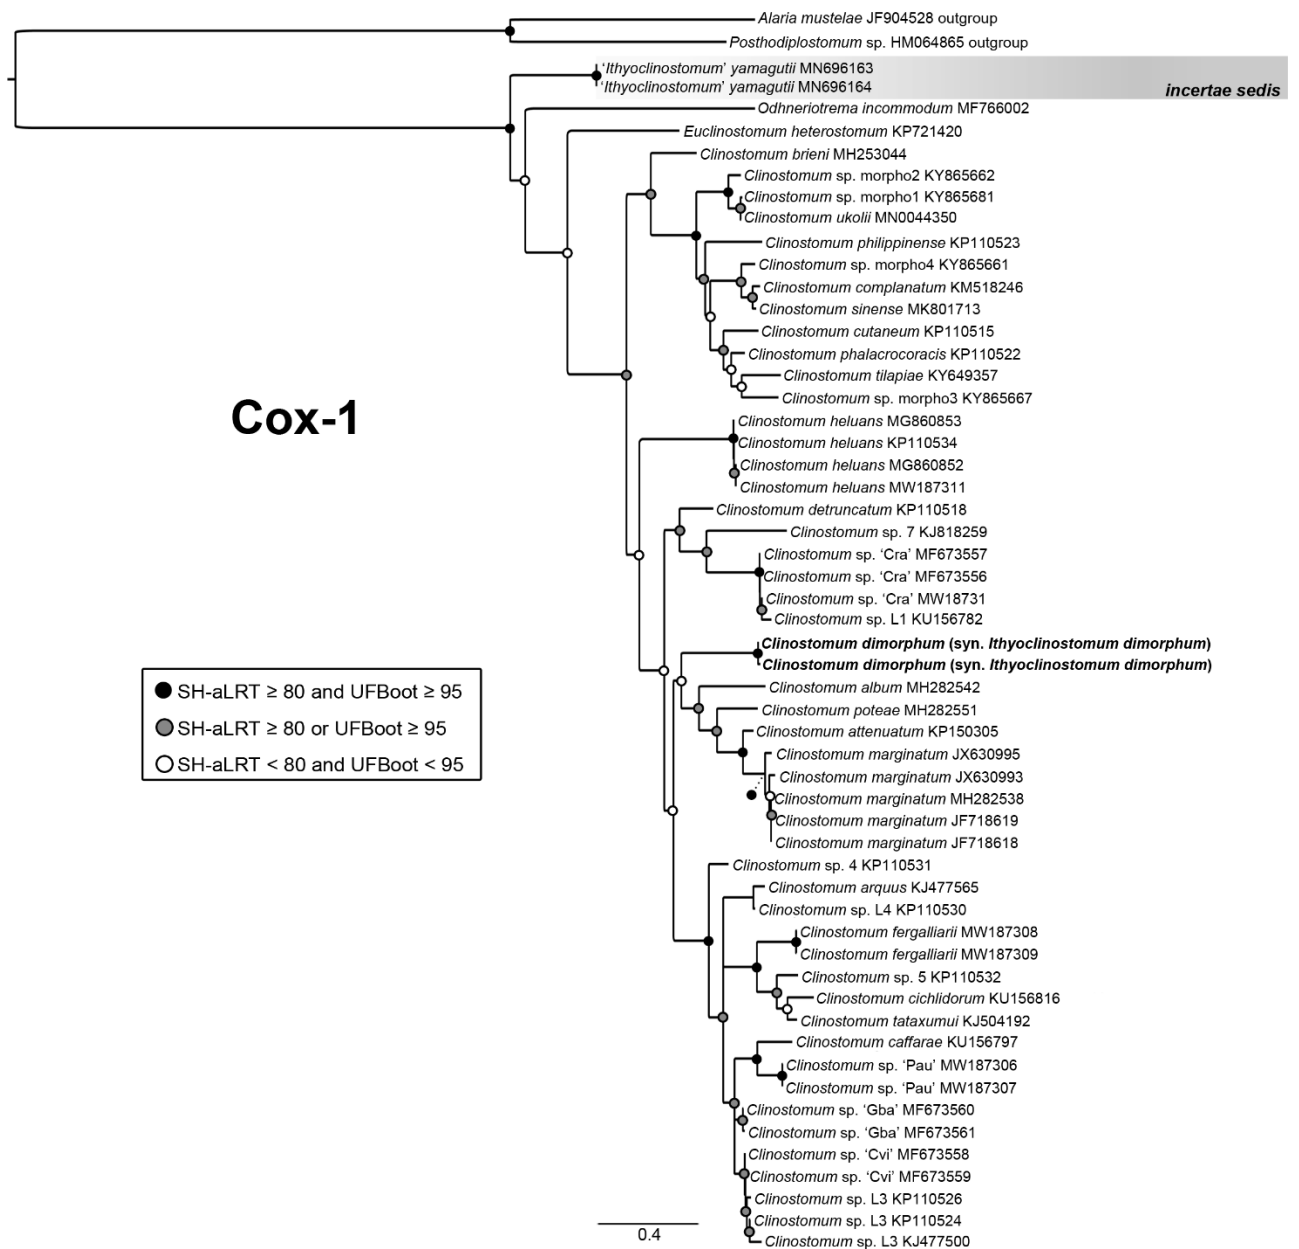 Alaria mustelae JF904528 outgroup
Posthodiplostomum sp. HM064865 outgroup
‘Ithyoclinostomum’ yamagutii MN696163
‘Ithyoclinostomum’ yamagutii MN696164
incertae sedis
Odhneriotrema incommodum MF766002
Euclinostomum heterostomum KP721420
Clinostomum brieni MH253044
Clinostomum sp. morpho2 KY865662
Clinostomum sp. morpho1 KY865681
Clinostomum ukolii MN0044350
Clinostomum philippinense KP110523
Clinostomum sp. morpho4 KY865661
Clinostomum complanatum KM518246
Clinostomum sinense MK801713
Clinostomum cutaneum KP110515
Clinostomum phalacrocoracis KP110522
Clinostomum tilapiae KY649357
Clinostomum sp. morpho3 KY865667
Cox-1
Clinostomum heluans MG860853
Clinostomum heluans KP110534
Clinostomum heluans MG860852
Clinostomum heluans MW187311
Clinostomum detruncatum KP110518
Clinostomum sp. 7 KJ818259
Clinostomum sp. ‘Cra’ MF673557
Clinostomum sp. ‘Cra’ MF673556
Clinostomum sp. ‘Cra’ MW18731
Clinostomum sp. L1 KU156782
Clinostomum dimorphum (syn. Ithyoclinostomum dimorphum)
Clinostomum dimorphum (syn. Ithyoclinostomum dimorphum)
Clinostomum album MH282542
Clinostomum poteae MH282551
Clinostomum attenuatum KP150305
Clinostomum marginatum JX630995
Clinostomum marginatum JX630993
Clinostomum marginatum MH282538
Clinostomum marginatum JF718619
Clinostomum marginatum JF718618
SH-aLRT ≥ 80 and UFBoot ≥ 95
SH-aLRT ≥ 80 or UFBoot ≥ 95
SH-aLRT < 80 and UFBoot < 95
Clinostomum sp. 4 KP110531
Clinostomum arquus KJ477565
Clinostomum sp. L4 KP110530
Clinostomum fergalliarii MW187308
Clinostomum fergalliarii MW187309
Clinostomum sp. 5 KP110532
Clinostomum cichlidorum KU156816
Clinostomum tataxumui KJ504192
Clinostomum caffarae KU156797
Clinostomum sp. ‘Pau’ MW187306
Clinostomum sp. ‘Pau’ MW187307
Clinostomum sp. ‘Gba’ MF673560
Clinostomum sp. ‘Gba’ MF673561
Clinostomum sp. ‘Cvi’ MF673558
Clinostomum sp. ‘Cvi’ MF673559
Clinostomum sp. L3 KP110526
Clinostomum sp. L3 KP110524
Clinostomum sp. L3 KJ477500
0.4